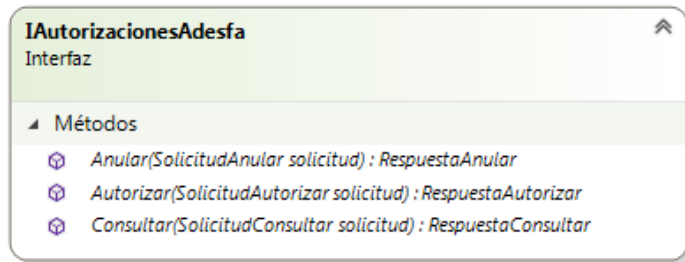 IAutorizacionesAdesfa
Interfaz
Métodos
Anular(SolicitudAnular solicitud) : RespuestaAnular
Autorizar(SolicitudAutorizar solicitud) : RespuestaAutorizar
Consultar(SolicitudConsultar solicitud) : RespuestaConsultar